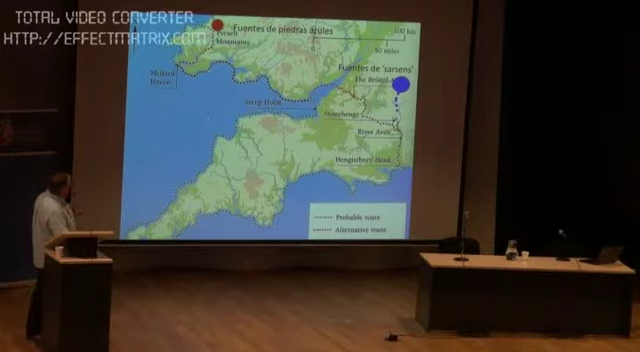 TOTAL VIDEO CONVERTER
HTTP://EFFECTMATRIX.COM
Fuentes de piedras azules
100 km
50 miles
Preseli
Mountains
Fuentes de 'sarsens'
Milford
Haven
The Bristol
Steep Holm
Stonehenge
River Avon
Hengistbury Head
Probable route
Alternative route